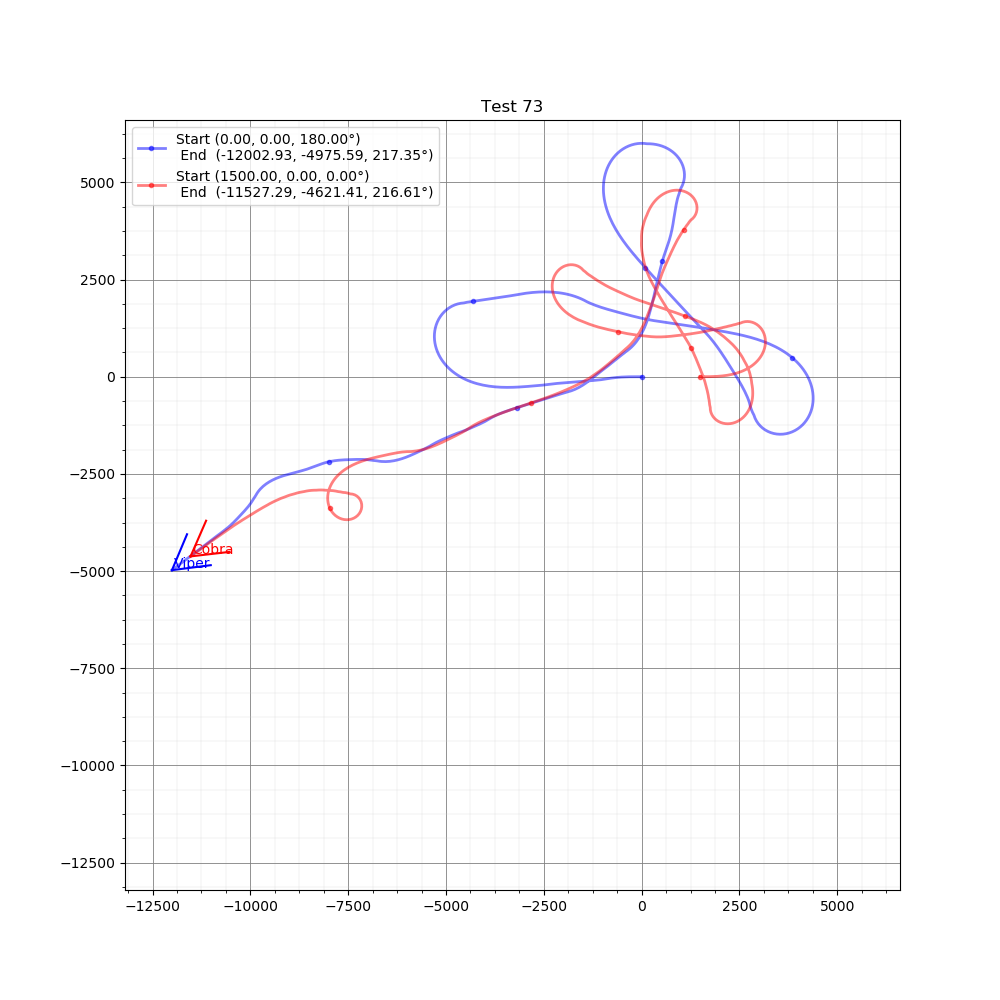 Test 73
Start (0.00, 0.00, 180.00°)
End  (-12002.93, -4975.59, 217.35°)
Start (1500.00, 0.00, 0.00°)
End  (-11527.29, -4621.41, 216.61°)
5000
2500
0
−2500
−5000
−7500
−10000
−12500
Cobra
Viper
−12500
−10000
−7500
−5000
−2500
0
2500
5000